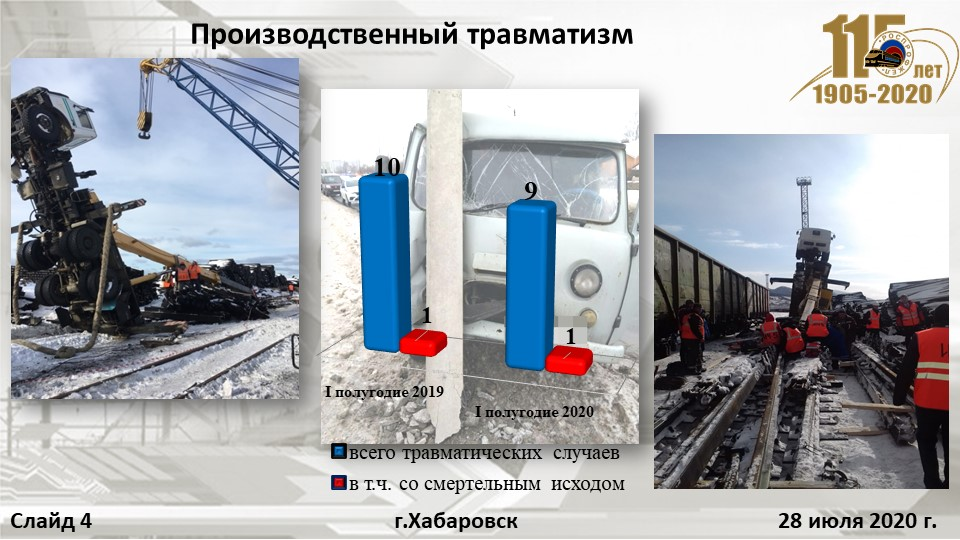 Производственный травматизм
115
РОСПРОФЖЕЛ
лет
1905-2020
10
9
1
1
I полугодие 2019
I полугодие 2020
всего травматических случаев
в т.ч. со смертельным исходом
Слайд 4
г.Хабаровск
28 июля 2020 г.